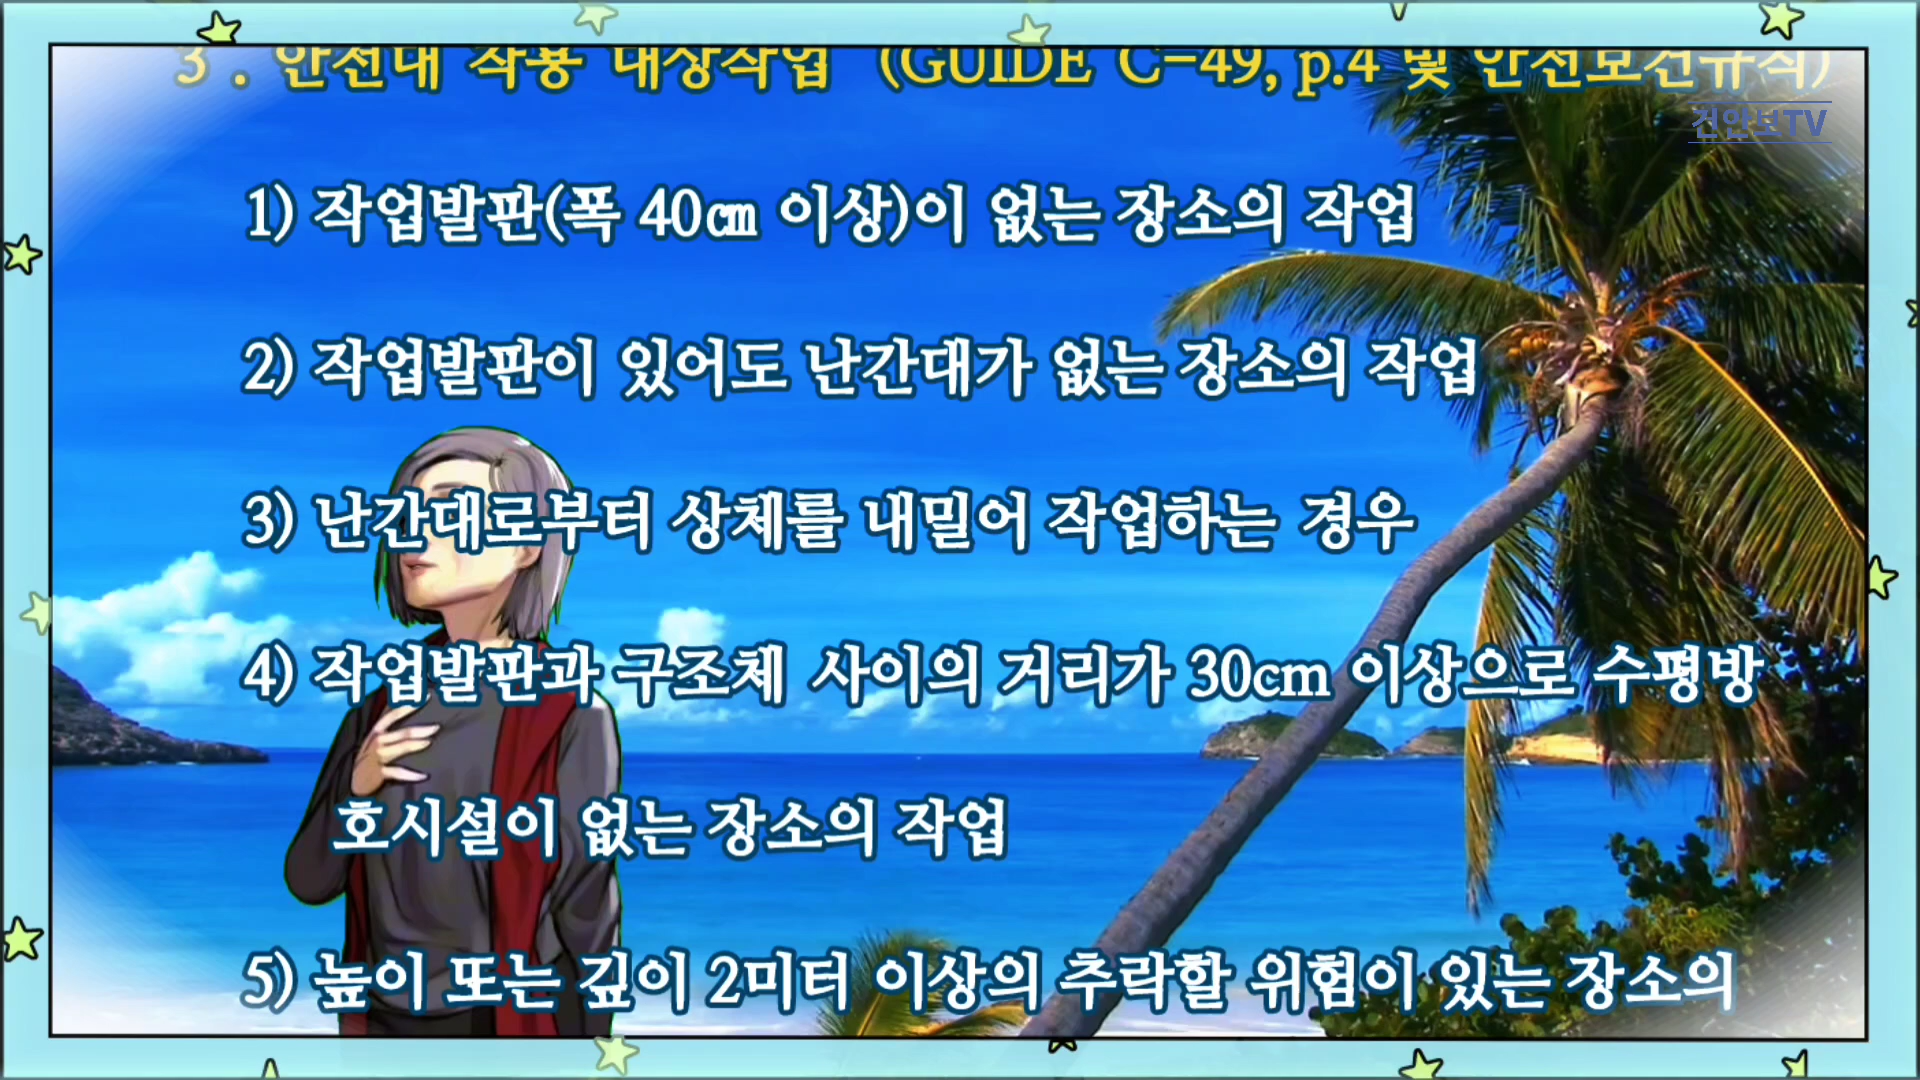 3 . 안전대 착용 대상작업 (GUIDE C-49, p.4 및 안전보건규칙)
건안보TV
1) 작업발판(폭 40㎝ 이상)이 없는 장소의 작업
2) 작업발판이 있어도 난간대가 없는 장소의 작업
3) 난간대로부터 상체를 내밀어 작업하는 경우
4) 작업발판과 구조체 사이의 거리가 30cm 이상으로 수평방
호시설이 없는 장소의 작업
5) 높이 또는 깊이 2미터 이상의 추락할 위험이 있는 장소의